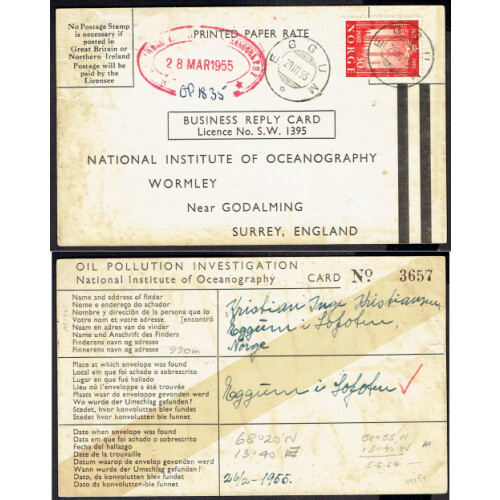 No Postage Stamp
is necessary if
posted in
Great Britain or
Northern Ireland
Postage will be
paid by the
Licensee
PRINTED PAPER RATE
OCEANOGRAPHY
28 MAR 1955
EGGUM
NORGE
90
BUSINESS REPLY CARD
Licence No. S.W. 1395
NATIONAL INSTITUTE OF OCEANOGRAPHY
WORMLEY
Near GODALMING
SURREY, ENGLAND
OIL POLLUTION INVESTIGATION
National Institute of Oceanography
CARD No 3657
Name and address of finder
Nome e endereço do achador
Nombre y dirección de la persona que lo
Votre nom et votre adresse [encontró
Naam en adres van de vinder
Name und Anschrift des Finders
Finderens navn og adresse
Finnerens navn og adresse
990m
Kristian Inge Kristiansen,
Eggum i Lofoten,
Norge
Place at which envelope was found
Local em que foi achado o sobrescrito
Lugar en que fué hallado
Lieu où l'enveloppe a été trouvée
Plaats waar de envelope gevonden werd
Wo wurde der Umschlag gefunden?
Stedet, hvor konvolutten blev fundet
Stedet hvor konvolutten ble funnet
Eggum i Lofoten
Date when envelope was found
Data em que foi achado o sobrescrito
Fecha del hallazgo
Date de la trouvaille
Datum waarop de envelop gevonden werd
Wann wurde der Umschlag gefunden?
Dato, da konvolutten blev fundet
Dato da konvolutten ble funnet
68°20'N
13°40'E
26/2-1955.